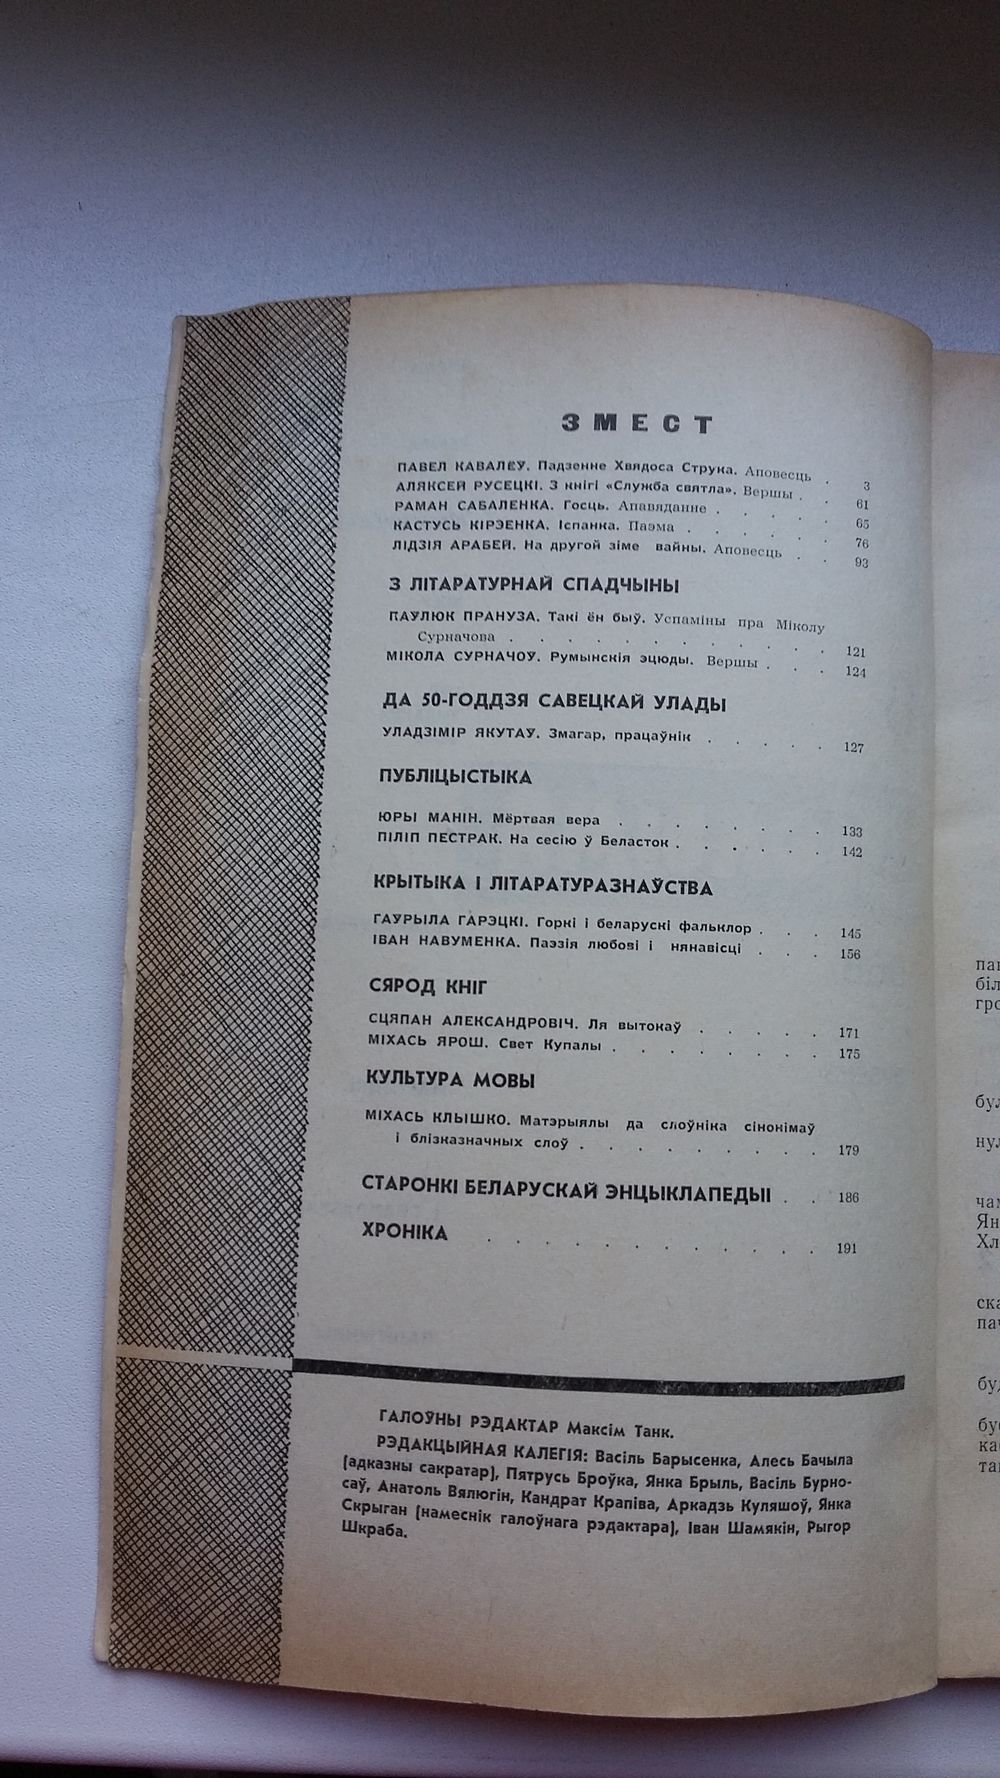 ЗМЕСТ
ПАВЕЛ КАВАЛЕЎ. Падзенне Хвядоса Струка. Аповесць . 3
АЛЯКСЕЙ РУСЕЦКІ. З кнігі «Служба святла». Вершы . . 61
РАМАН САБАЛЕНКА. Госць. Апавяданне . . . . 65
КАСТУСЬ КІРЭЕНКА. Іспанка. Паэма . . . . . 76
ЛІДЗІЯ АРАБЕЙ. На другой зіме вайны. Аповесць . . 93
З ЛІТАРАТУРНАЙ СПАДЧЫНЫ
ПАЎЛЮК ПРАНУЗА. Такі ён быў. Успаміны пра Міколу
Сурначова . . . . . . . . . . 121
МІКОЛА СУРНАЧОЎ. Румынскія эцюды. Вершы . . . 124
ДА 50-ГОДДЗЯ САВЕЦКАЙ УЛАДЫ
УЛАДЗІМІР ЯКУТАЎ. Змагар, працаўнік . . . . . 127
ПУБЛІЦЫСТЫКА
ЮРЫ МАНІН. Мёртвая вера . . . . . . . 133
ПІЛІП ПЕСТРАК. На сесію ў Беласток . . . . . . 142
КРЫТЫКА І ЛІТАРАТУРАЗНАЎСТВА
ГАЎРЫЛА ГАРЭЦКІ. Горкі і беларускі фальклор . . . 145
ІВАН НАВУМЕНКА. Паэзія любові і нянавісці . . . 156
СЯРОД КНІГ
СЦЯПАН АЛЕКСАНДРОВІЧ. Ля вытокаў . . . . . 171
МІХАСЬ ЯРОШ. Свет Купалы . . . . . . . . 175
КУЛЬТУРА МОВЫ
МІХАСЬ КЛЫШКО. Матэрыялы да слоўніка сінонімаў
і блізказначных слоў . . . . . . . . . 179
СТАРОНКІ БЕЛАРУСКАЙ ЭНЦЫКЛАПЕДЫІ . . 186
ХРОНІКА . . . . . . . . . . 191
ГАЛОЎНЫ РЭДАКТАР Максім Танк.
РЭДАКЦЫЙНАЯ КАЛЕГІЯ: Васіль Барысенка, Алесь Бачыла
(адказны сакратар), Пятрусь Броўка, Янка Брыль, Васіль Бурно-
саў, Анатоль Вялюгін, Кандрат Крапіва, Аркадзь Куляшоў, Янка
Скрыган (намеснік галоўнага рэдактара), Іван Шамякін, Рыгор
Шкраба.